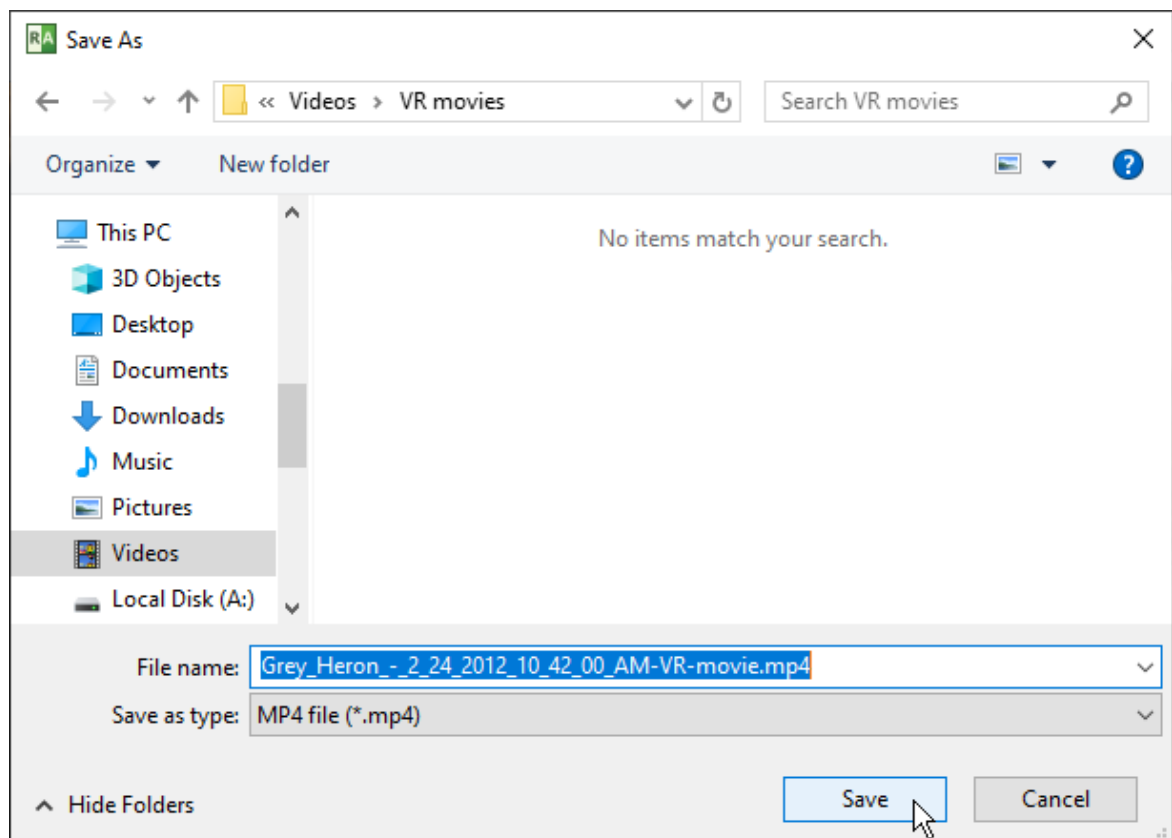 RA Save As
« Videos > VR movies
Search VR movies
Organize
New folder
?
This PC
3D Objects
Desktop
Documents
Downloads
Music
Pictures
Videos
Local Disk (A:)
No items match your search.
File name: Grey_Heron_-_2_24_2012_10_42_00_AM-VR-movie.mp4
Save as type: MP4 file (*.mp4)
Hide Folders
Save
Cancel